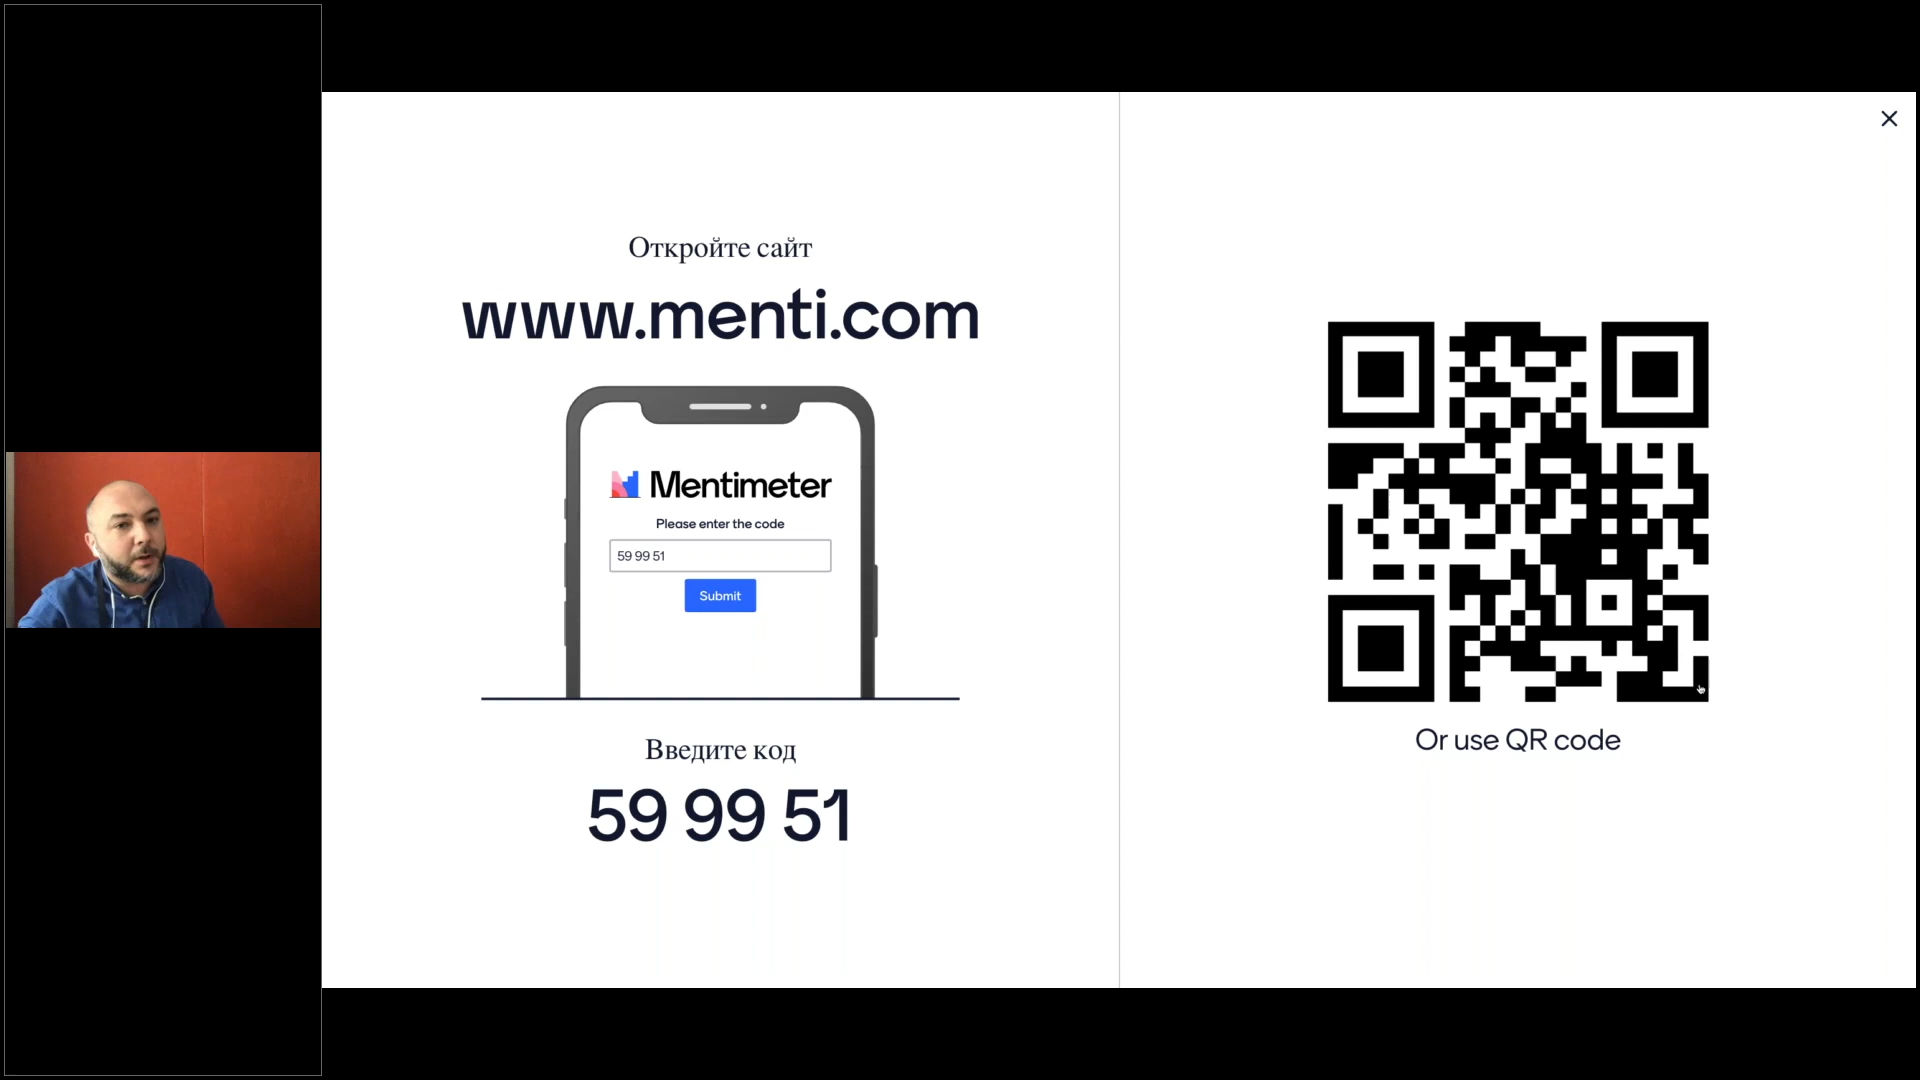 Откройте сайт
www.menti.com
Mentimeter
Please enter the code
59 99 51
Submit
Введите код
59 99 51
Or use QR code